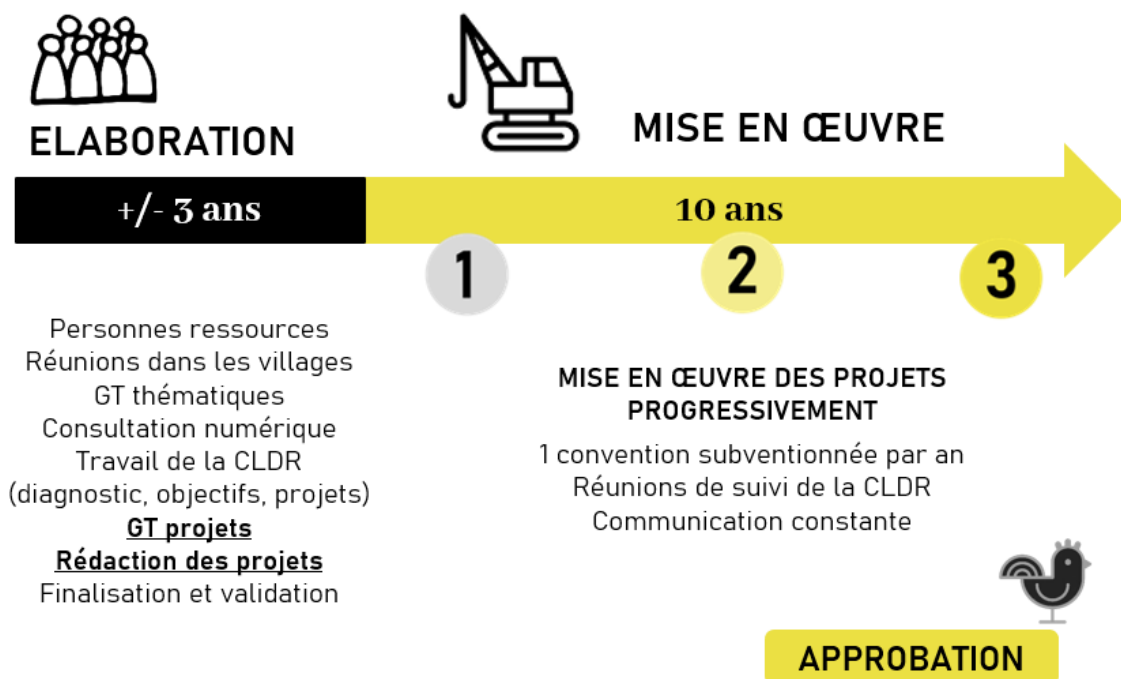 ELABORATION
MISE EN ŒUVRE
+/- 3 ans
10 ans
1
2
3
Personnes ressources
Réunions dans les villages
GT thématiques
Consultation numérique
Travail de la CLDR
(diagnostic, objectifs, projets)
GT projets
Rédaction des projets
Finalisation et validation
MISE EN ŒUVRE DES PROJETS
PROGRESSIVEMENT
1 convention subventionnée par an
Réunions de suivi de la CLDR
Communication constante
APPROBATION